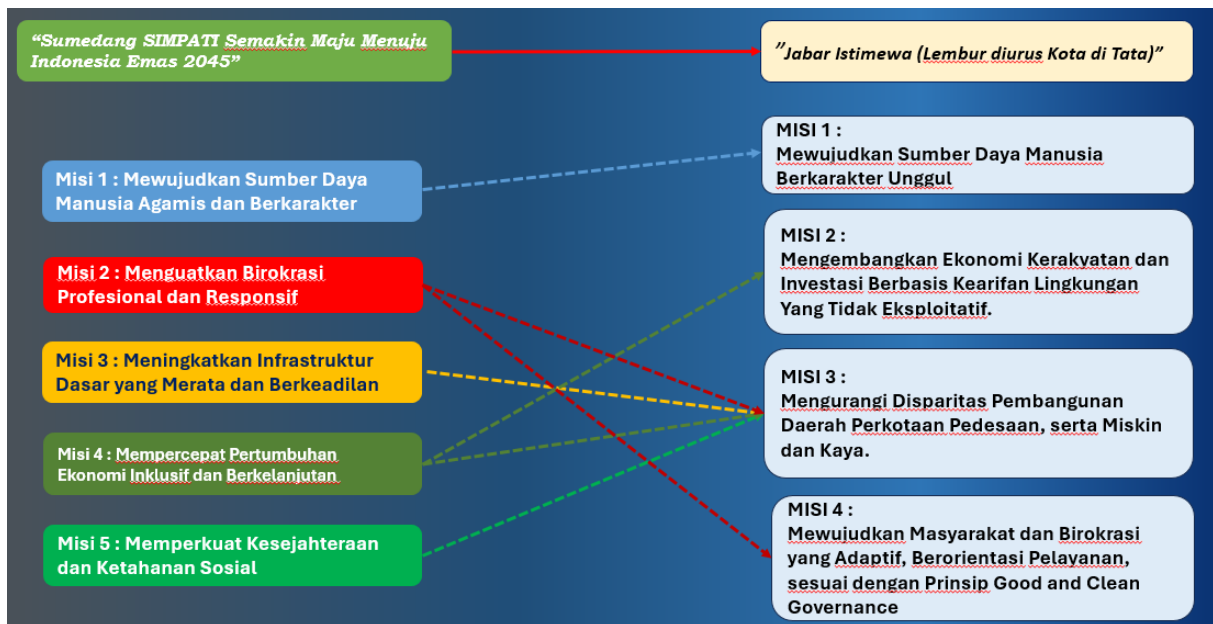 “Sumedang SIMPATI Semakin Maju Menuju
Indonesia Emas 2045”
”Jabar Istimewa (Lembur diurus Kota di Tata)”
Misi 1 : Mewujudkan Sumber Daya
Manusia Agamis dan Berkarakter
Misi 2 : Menguatkan Birokrasi
Profesional dan Responsif
Misi 3 : Meningkatkan Infrastruktur
Dasar yang Merata dan Berkeadilan
Misi 4 : Mempercepat Pertumbuhan
Ekonomi Inklusif dan Berkelanjutan
Misi 5 : Memperkuat Kesejahteraan
dan Ketahanan Sosial
MISI 1 :
Mewujudkan Sumber Daya Manusia
Berkarakter Unggul
MISI 2 :
Mengembangkan Ekonomi Kerakyatan dan
Investasi Berbasis Kearifan Lingkungan
Yang Tidak Eksploitatif.
MISI 3 :
Mengurangi Disparitas Pembangunan
Daerah Perkotaan Pedesaan, serta Miskin
dan Kaya.
MISI 4 :
Mewujudkan Masyarakat dan Birokrasi
yang Adaptif, Berorientasi Pelayanan,
sesuai dengan Prinsip Good and Clean
Governance